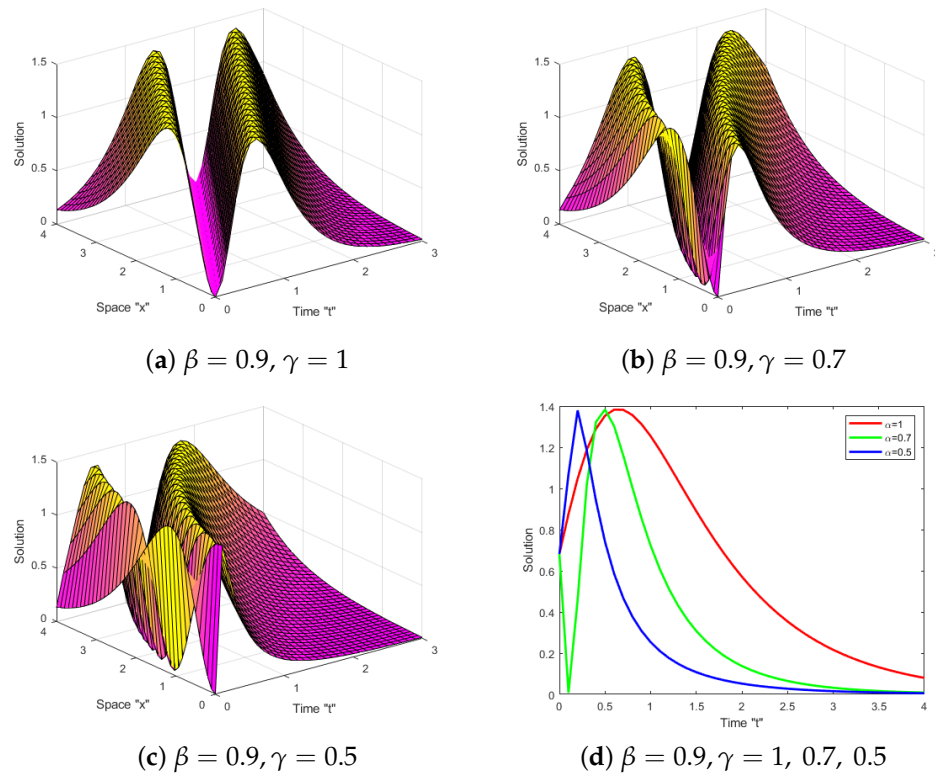 1.5
1
0.5
0
4
3
2
1
0
0
1
2
3
Solution
Space "x"
Time "t"
(a) β = 0.9, γ = 1
1.5
1
0.5
0
4
3
2
1
0
0
1
2
Solution
Space "x"
Time "t"
(b) β = 0.9, γ = 0.7
1.5
1
0.5
0
4
3
2
1
0
0
1
2
3
Solution
Space "x"
Time "t"
(c) β = 0.9, γ = 0.5
1.4
1.2
1
0.8
0.6
0.4
0.2
0
0 0.5 1 1.5 2 2.5 3 3.5 4
Solution
Time "t"
α=1
α=0.7
α=0.5
(d) β = 0.9, γ = 1, 0.7, 0.5